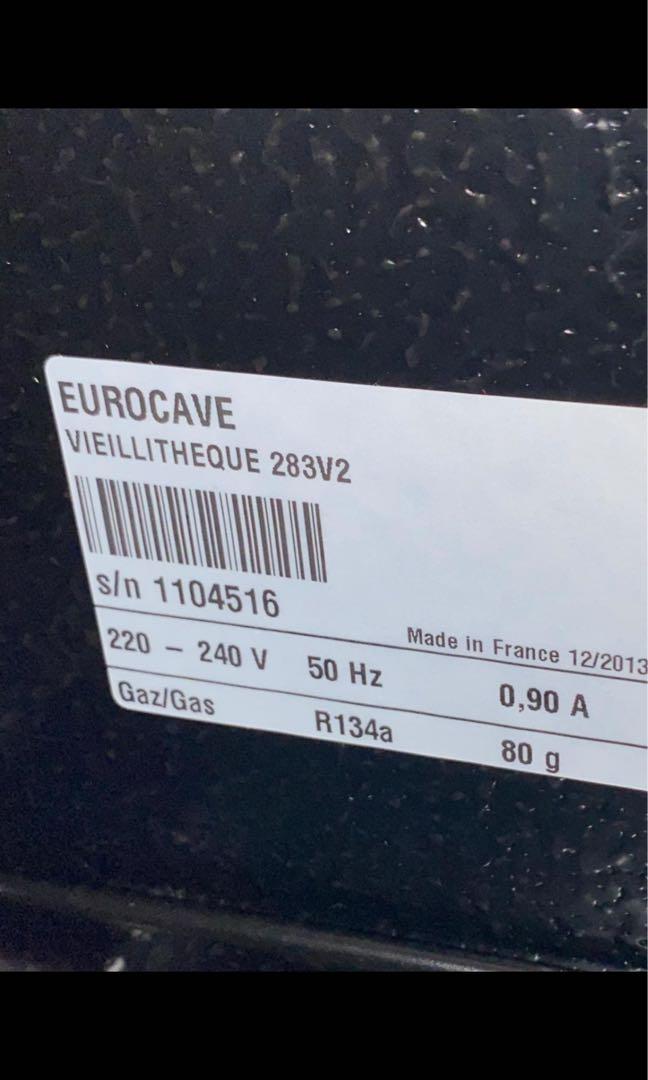 EUROCAVE
VIEILLITHEQUE 283V2
s/n 1104516
Made in France 12/2013
220 – 240 V 50 Hz 0,90 A
Gaz/Gas R134a 80 g